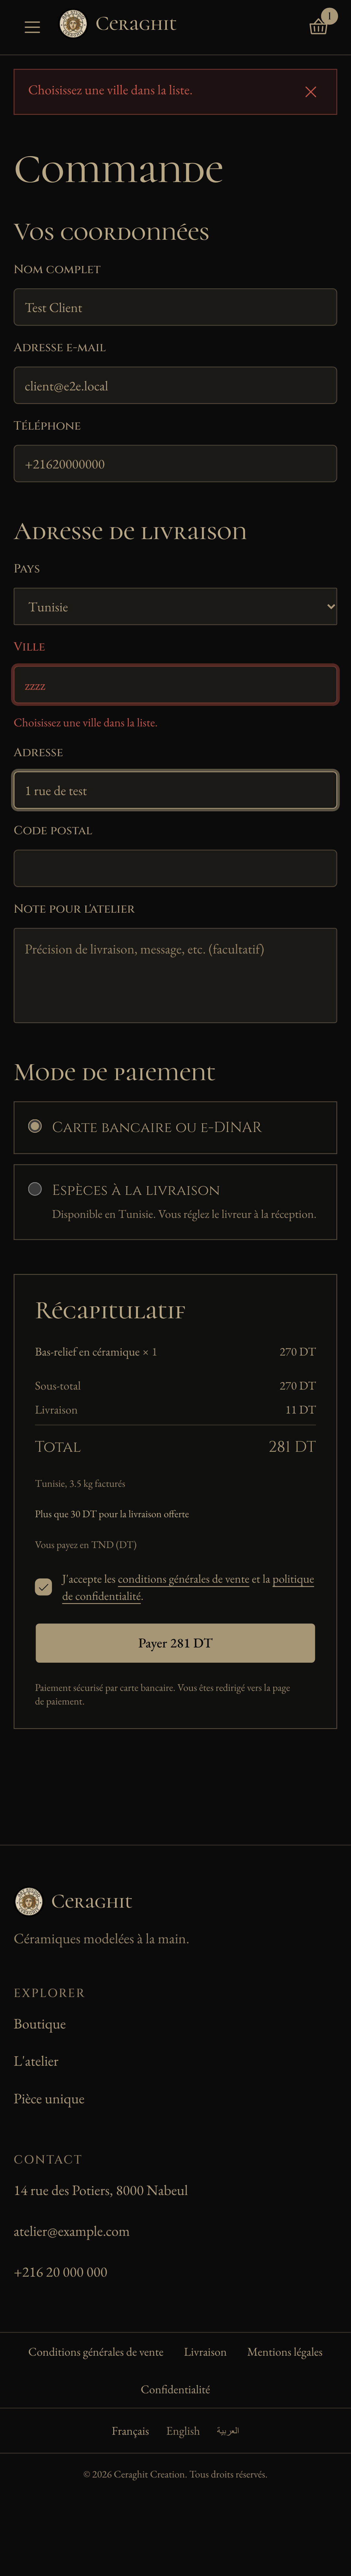 Ceraghit
1
Choisissez une ville dans la liste.
Commande
Vos coordonnées
Nom complet
Test Client
Adresse e-mail
client@e2e.local
Téléphone
+21620000000
Adresse de livraison
Pays
Tunisie
Ville
zzzz
Choisissez une ville dans la liste.
Adresse
1 rue de test
Code postal
Note pour l'atelier
Précision de livraison, message, etc. (facultatif)
Mode de paiement
Carte bancaire ou e-DINAR
Espèces à la livraison
Disponible en Tunisie. Vous réglez le livreur à la réception.
Récapitulatif
Bas-relief en céramique × 1 270 DT
Sous-total 270 DT
Livraison 11 DT
Total 281 DT
Tunisie, 3.5 kg facturés
Plus que 30 DT pour la livraison offerte
Vous payez en TND (DT)
J'accepte les conditions générales de vente et la politique
de confidentialité.
Payer 281 DT
Paiement sécurisé par carte bancaire. Vous êtes redirigé vers la page
de paiement.
Ceraghit
Céramiques modelées à la main.
EXPLORER
Boutique
L'atelier
Pièce unique
CONTACT
14 rue des Potiers, 8000 Nabeul
atelier@example.com
+216 20 000 000
Conditions générales de vente Livraison Mentions légales
Confidentialité
Français English العربية
© 2026 Ceraghit Creation. Tous droits réservés.